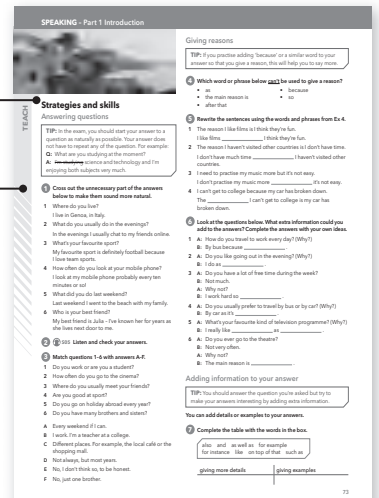 SPEAKING - Part 1 Introduction
TEACH
Strategies and skills
Answering questions
TIP: In the exam, you should start your answer to a
question as naturally as possible. Your answer does
not have to repeat any of the question. For example:
Q: What are you studying at the moment?
A: I'm studying science and technology and I'm
enjoying both subjects very much.
1 Cross out the unnecessary part of the answers
below to make them sound more natural.
1 Where do you live?
I live in Genoa, in Italy.
2 What do you usually do in the evenings?
In the evenings I usually chat to my friends online.
3 What's your favourite sport?
My favourite sport is definitely football because
I love team sports.
4 How often do you look at your mobile phone?
I look at my mobile phone probably every ten
minutes or so!
5 What did you do last weekend?
Last weekend I went to the beach with my family.
6 Who is your best friend?
My best friend is Julia – I've known her for years as
she lives next door to me.
2 S03 Listen and check your answers.
3 Match questions 1–6 with answers A–F.
1 Do you work or are you a student?
2 How often do you go to the cinema?
3 Where do you usually meet your friends?
4 Are you good at sport?
5 Do you go on holiday abroad every year?
6 Do you have many brothers and sisters?
A Every weekend if I can.
B I work. I'm a teacher at a college.
C Different places. For example, the local café or the
shopping mall.
D Not always, but most years.
E No, I don't think so, to be honest.
F No, just one brother.
Giving reasons
TIP: If you practise adding 'because' or a similar word to your
answer so that you give a reason, this will help you to say more.
4 Which word or phrase below can't be used to give a reason?
• as
• because
• the main reason is
• so
• after that
5 Rewrite the sentences using the words and phrases from Ex 4.
1 The reason I like films is I think they're fun.
I like films ____ I think they're fun.
2 The reason I haven't visited other countries is I don't have time.
I don't have much time ____ I haven't visited other
countries.
3 I need to practise my music more but it's not easy.
I don't practise my music more ____ it's not easy.
4 I can't get to college because my car has broken down.
The ____ I can't get to college is my car has
broken down.
6 Look at the questions below. What extra information could you
add to the answers? Complete the answers with your own ideas.
1 A: How do you travel to work every day? (Why?)
B: By bus because ____ .
2 A: Do you like going out in the evening? (Why?)
B: I do as ____ .
3 A: Do you have a lot of free time during the week?
B: Not much.
A: Why not?
B: I work hard so ____ .
4 A: Do you usually prefer to travel by bus or by car? (Why?)
B: By car as it's ____ .
5 A: What's your favourite kind of television programme? (Why?)
B: I really like ____ as ____ .
6 A: Do you ever go to the theatre?
B: Not very often.
A: Why not?
B: The main reason is ____ .
Adding information to your answer
TIP: You should answer the question you're asked but try to
make your answers interesting by adding extra information.
You can add details or examples to your answers.
7 Complete the table with the words in the box.
also and as well as for example
for instance like on top of that such as
giving more details giving examples
73